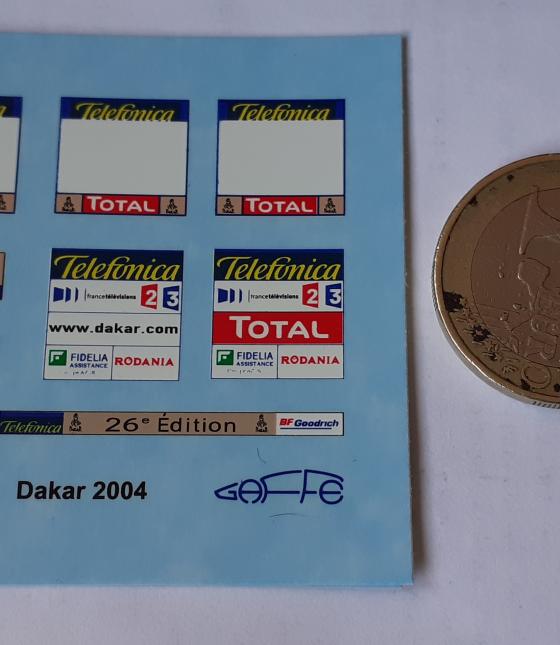 Telefonica Telefonica
TOTAL TOTAL
Telefonica Telefonica
francetélévisions 2 3 francetélévisions 2 3
www.dakar.com TOTAL
FIDELIA ASSISTANCE RODANIA FIDELIA ASSISTANCE RODANIA
Telefonica 26e Édition BFGoodrich
Dakar 2004 GAFFE